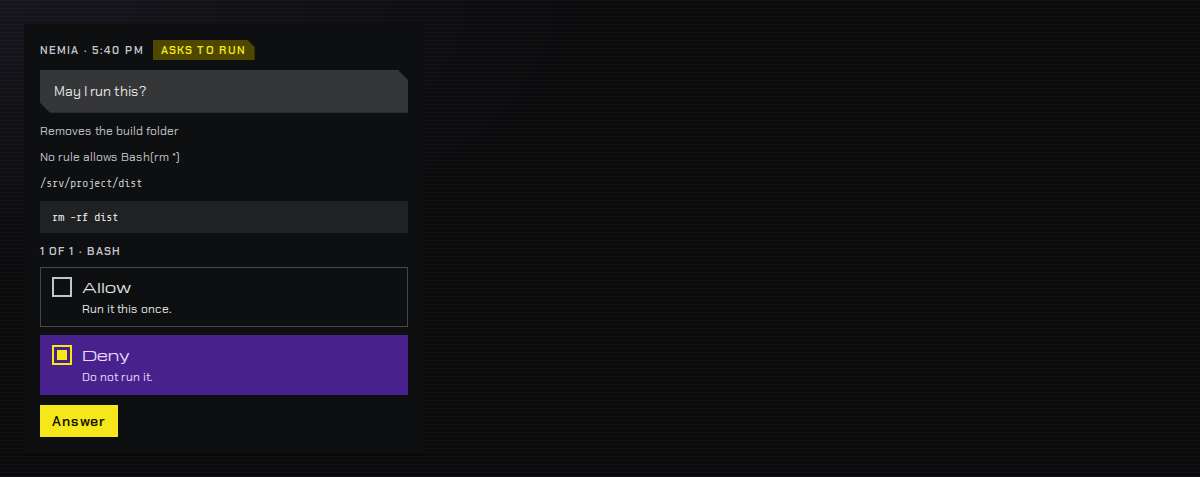 NEMIA · 5:40 PM ASKS TO RUN
May I run this?
Removes the build folder
No rule allows Bash(rm *)
/srv/project/dist
rm -rf dist
1 OF 1 · BASH
Allow
Run it this once.
Deny
Do not run it.
Answer